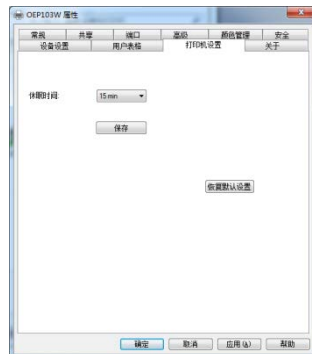 OEP103W 属性
常规 共享 端口 高级 颜色管理 安全
设备设置 用户表格 打印机设置 关于
休眠时间: 15 min
保存
恢复默认设置
确定 取消 应用(A) 帮助